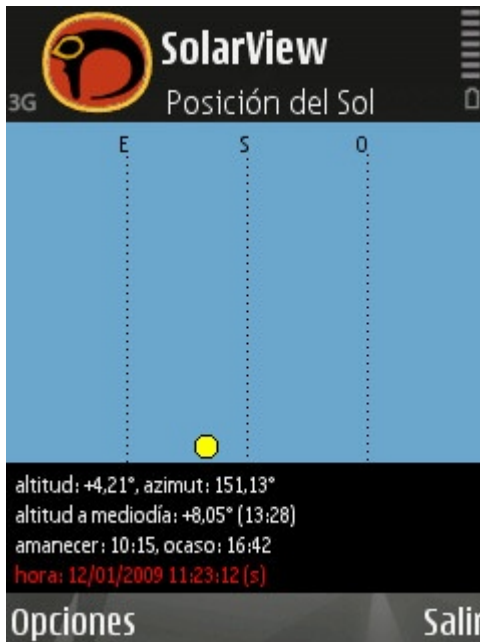 SolarView
3G
Posición del Sol
E S O
altitud: +4,21°, azimut: 151,13°
altitud a mediodía: +8,05° (13:28)
amanecer: 10:15, ocaso: 16:42
hora: 12/01/2009 11:23:12 (s)
Opciones Salir